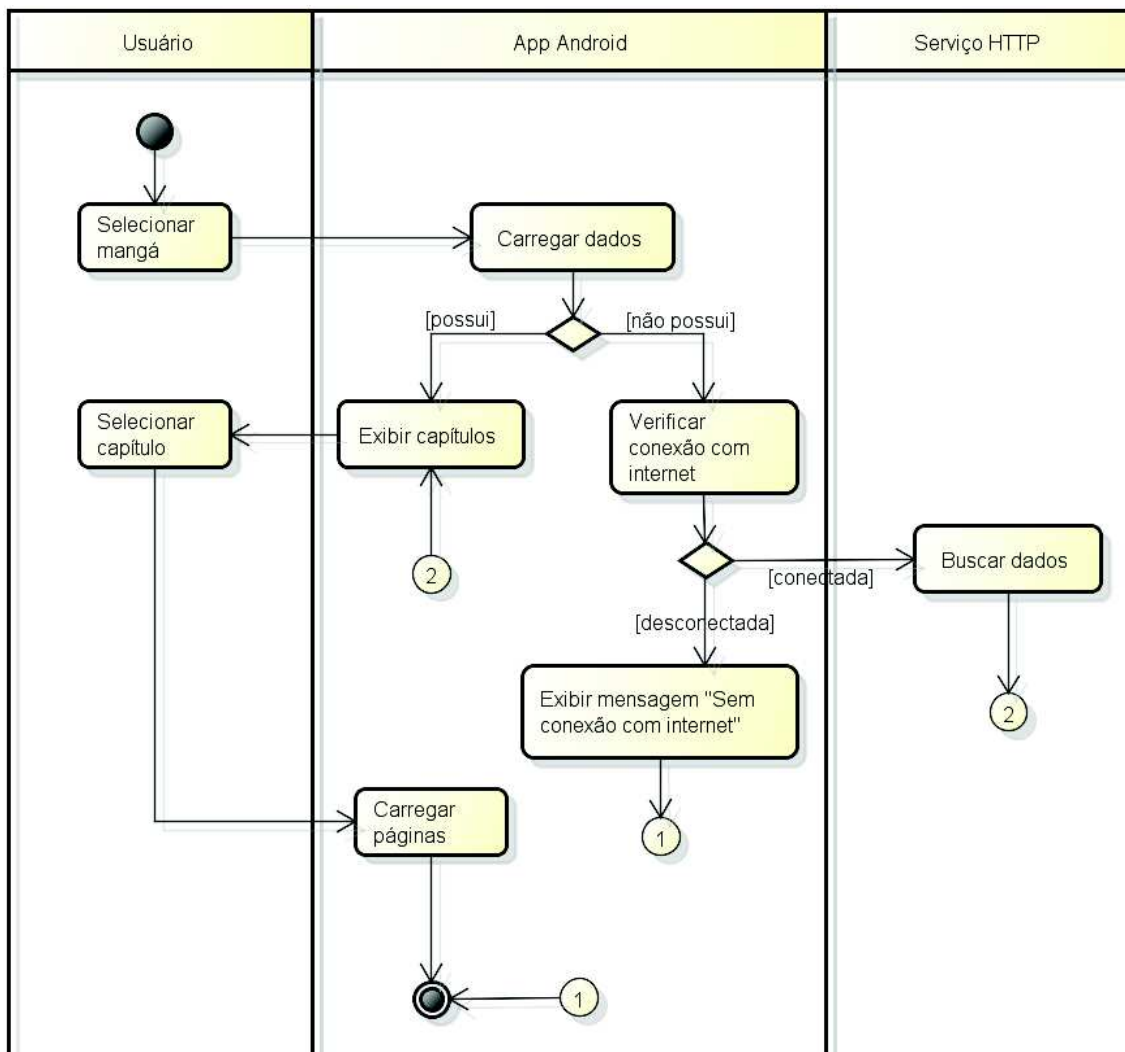 Usuário
App Android
Serviço HTTP
Selecionar
mangá
Carregar dados
[possui]
[não possui]
Selecionar
capítulo
Exibir capítulos
Verificar
conexão com
internet
2
[conectada]
Buscar dados
[desconectada]
Exibir mensagem "Sem
conexão com internet"
2
Carregar
páginas
1
1